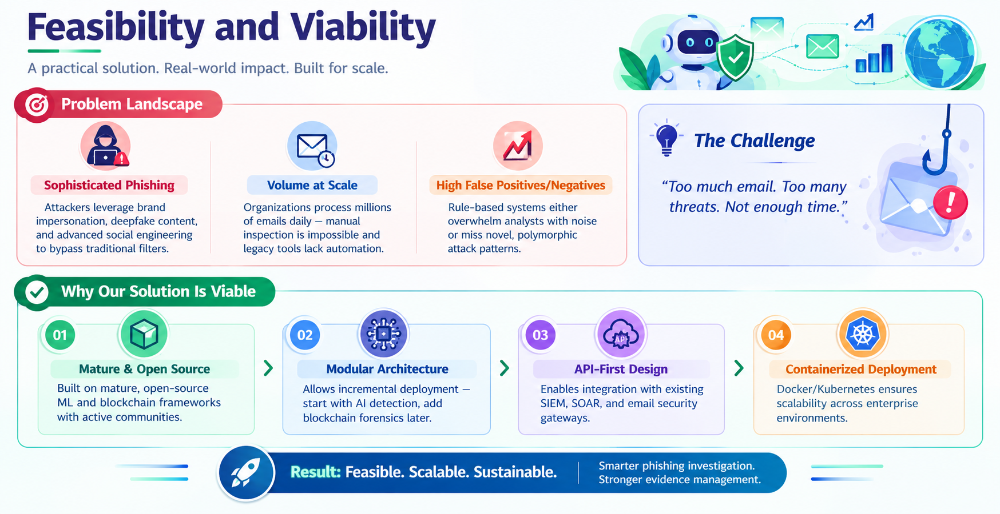 Feasibility and Viability
A practical solution. Real-world impact. Built for scale.
Problem Landscape
Sophisticated Phishing
Attackers leverage brand
impersonation, deepfake content,
and advanced social engineering
to bypass traditional filters.
Volume at Scale
Organizations process millions
of emails daily – manual
inspection is impossible and
legacy tools lack automation.
High False Positives/Negatives
Rule-based systems either
overwhelm analysts with noise
or miss novel, polymorphic
attack patterns.
The Challenge
“Too much email. Too many
threats. Not enough time.”
Why Our Solution Is Viable
01
Mature & Open Source
Built on mature, open-source
ML and blockchain frameworks
with active communities.
02
Modular Architecture
Allows incremental deployment –
start with AI detection, add
blockchain forensics later.
03
API
API-First Design
Enables integration with existing
SIEM, SOAR, and email security
gateways.
04
Containerized Deployment
Docker/Kubernetes ensures
scalability across enterprise
environments.
Result: Feasible. Scalable. Sustainable.
Smarter phishing investigation.
Stronger evidence management.